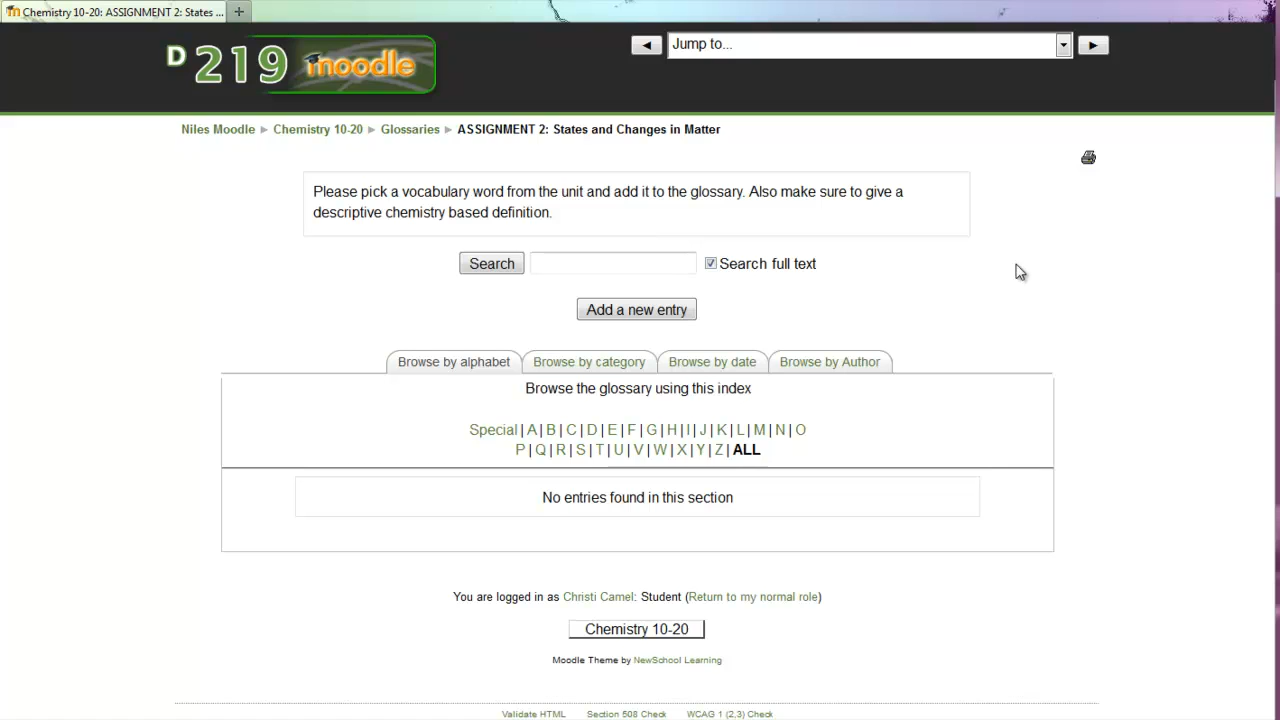 Chemistry 10-20: ASSIGNMENT 2: States ...
+
D 219 moodle
◄ Jump to... ►
Niles Moodle ► Chemistry 10-20 ► Glossaries ► ASSIGNMENT 2: States and Changes in Matter
Please pick a vocabulary word from the unit and add it to the glossary. Also make sure to give a
descriptive chemistry based definition.
Search Search full text
Add a new entry
Browse by alphabet Browse by category Browse by date Browse by Author
Browse the glossary using this index
Special | A | B | C | D | E | F | G | H | I | J | K | L | M | N | O
P | Q | R | S | T | U | V | W | X | Y | Z | ALL
No entries found in this section
You are logged in as Christi Camel: Student (Return to my normal role)
Chemistry 10-20
Moodle Theme by NewSchool Learning
Validate HTML Section 508 Check WCAG 1 (2,3) Check